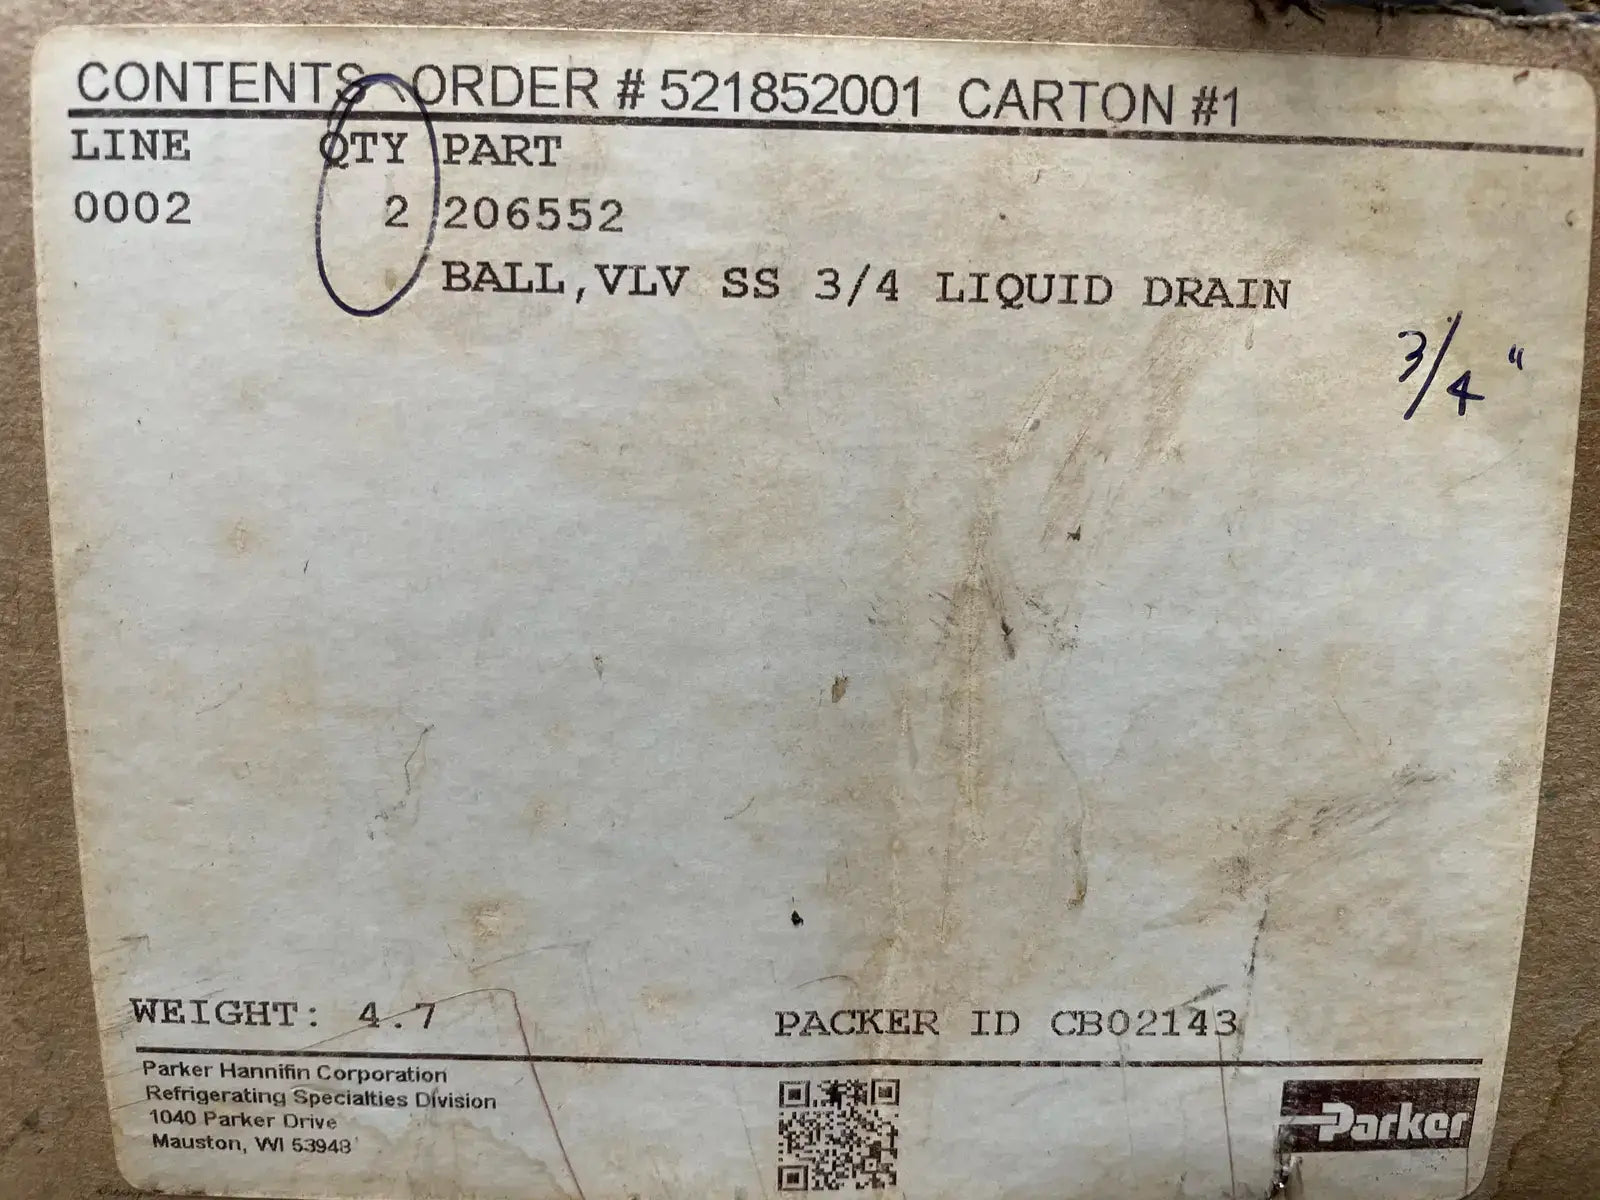 CONTENTS ORDER # 521852001 CARTON #1
LINE QTY PART
0002 2 206552
BALL,VLV SS 3/4 LIQUID DRAIN
3/4"
WEIGHT: 4.7 PACKER ID CB02143
Parker Hannifin Corporation
Refrigerating Specialties Division
1040 Parker Drive
Mauston, WI 53948
Parker